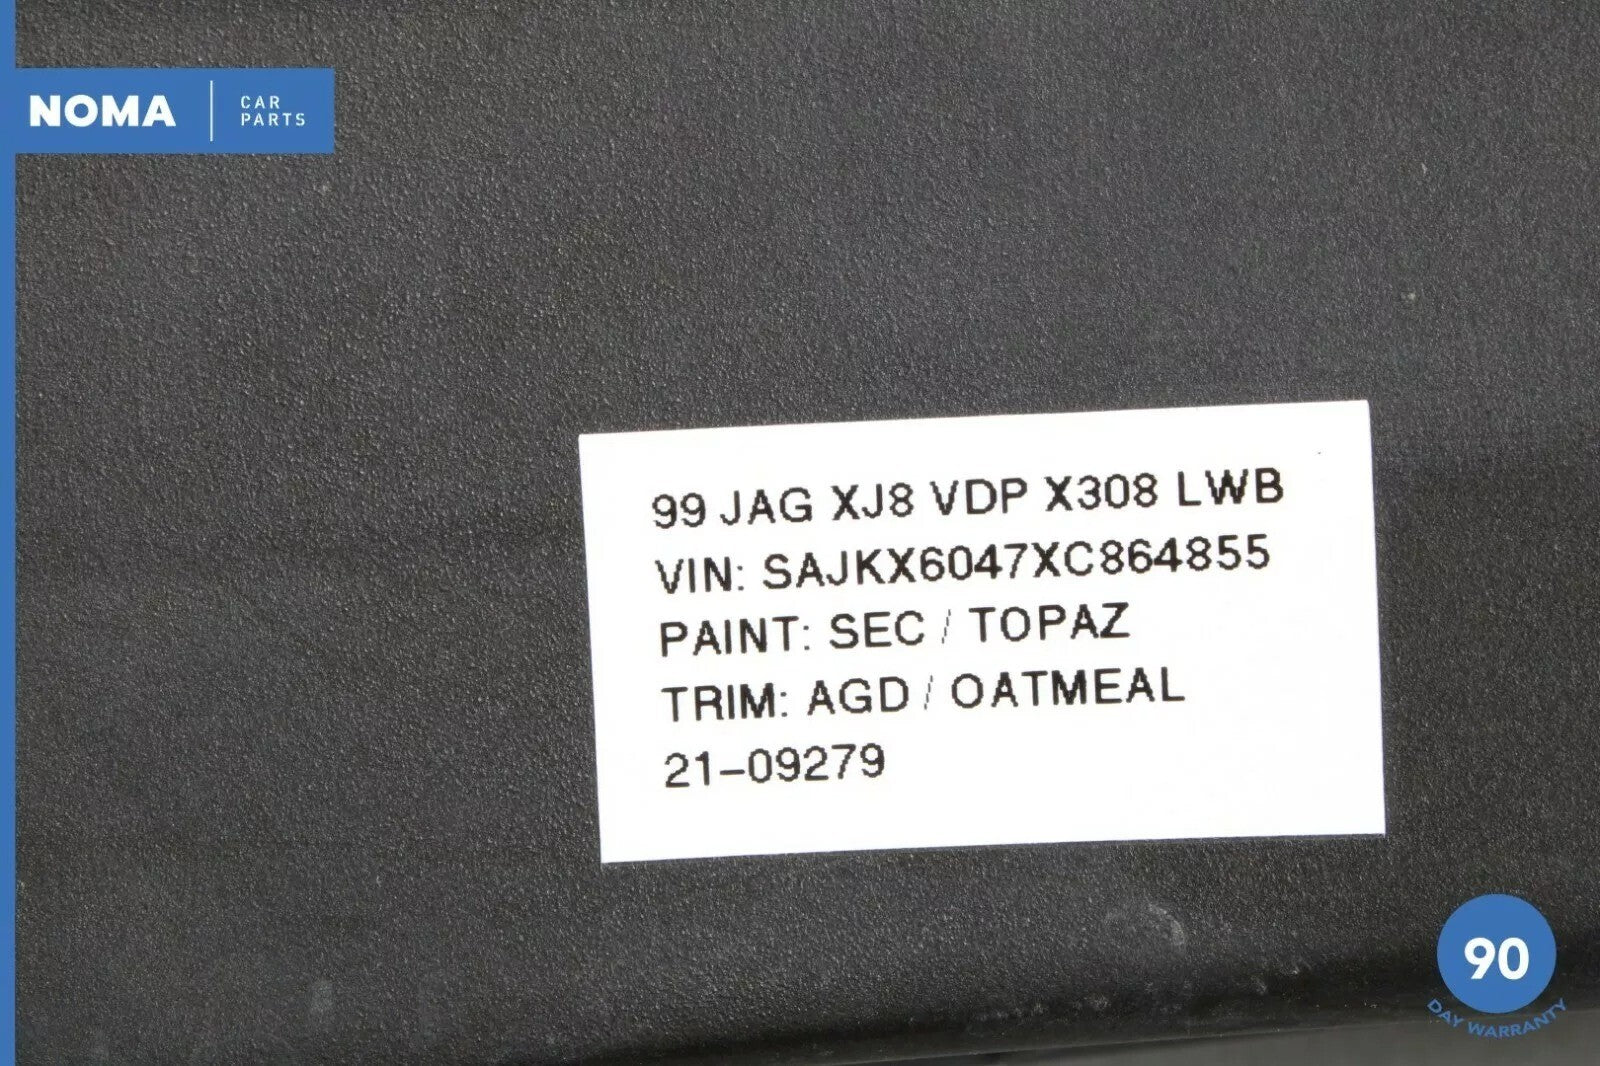 NOMA
CAR
PARTS
99 JAG XJ8 VDP X308 LWB
VIN: SAJKX6047XC864855
PAINT: SEC / TOPAZ
TRIM: AGD / OATMEAL
21-09279
90
DAY WARRANTY